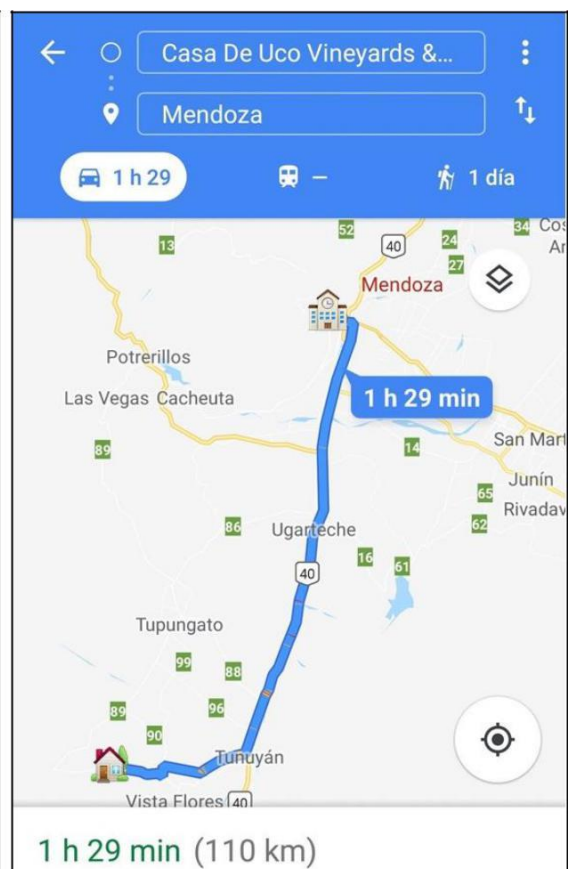 Casa De Uco Vineyards &...
Mendoza
1 h 29
–
1 día
13
52
40
24
34
Cos
27
Ar
Mendoza
Potrerillos
Las Vegas Cacheuta
1 h 29 min
89
14
San Mart
Junín
65
Rivadav
86
Ugarteche
62
16
61
40
Tupungato
99
88
89
96
90
Tunuyán
Vista Flores
40
1 h 29 min (110 km)